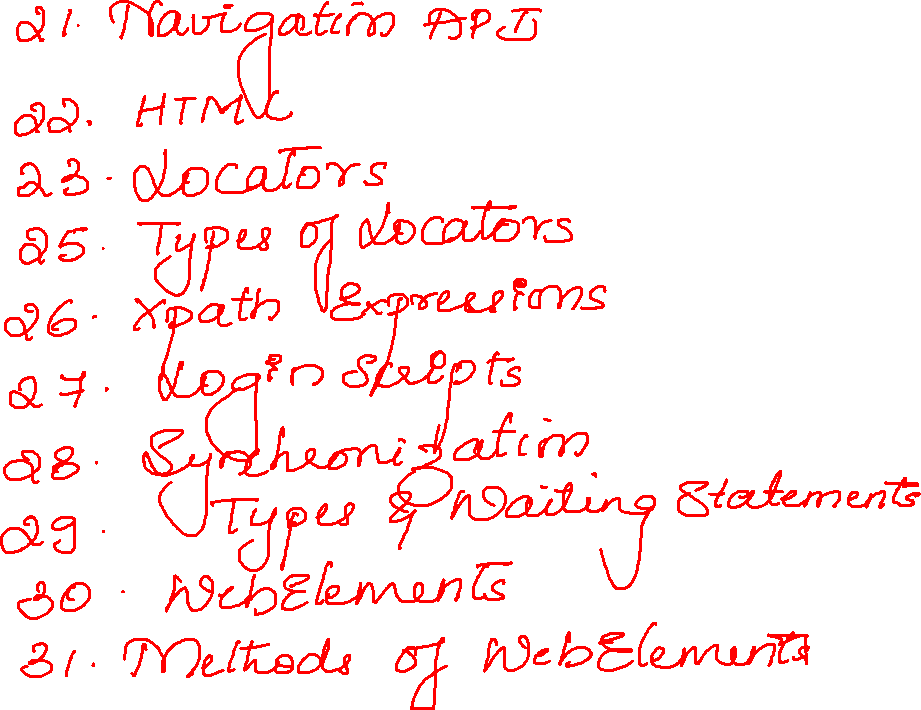 21. Navigation API
22. HTML
23. Locators
25. Types of Locators
26. Xpath Expressions
27. Login Scripts
28. Synchronization
29. Types & Waiting Statements
30. WebElements
31. Methods of WebElements